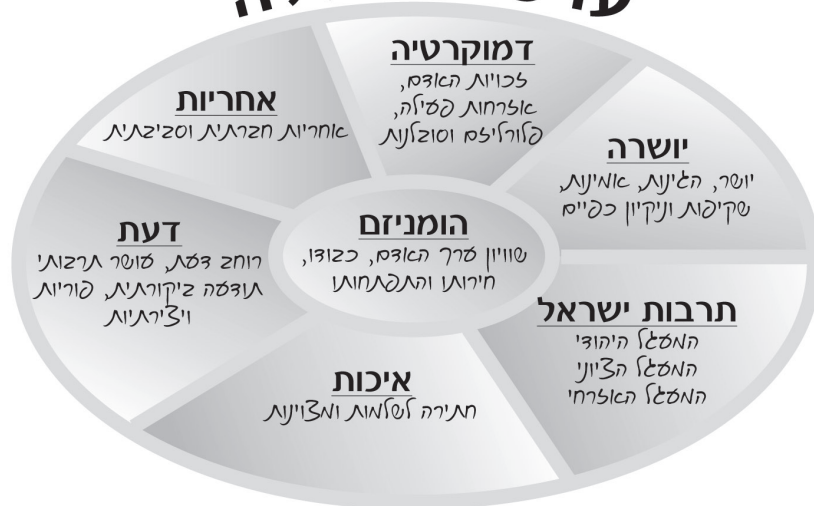 דמוקרטיה
זכויות האדם,
אזרחות פעילה,
פלורליזם וסובלנות
יושרה
יושר, הגינות, אמינות,
שקיפות וניקיון כפיים
תרבות ישראל
המעגל היהודי
המעגל הציוני
המעגל האזרחי
איכות
חתירה לשלמות ומצוינות
דעת
רוחב דעת, עושר תרבותי
תודעה ביקורתית, פוריות
ויצירתיות
אחריות
אחריות חברתית וסביבתית
הומניזם
שוויון ערך האדם, כבודו,
חירותו והתפתחותו